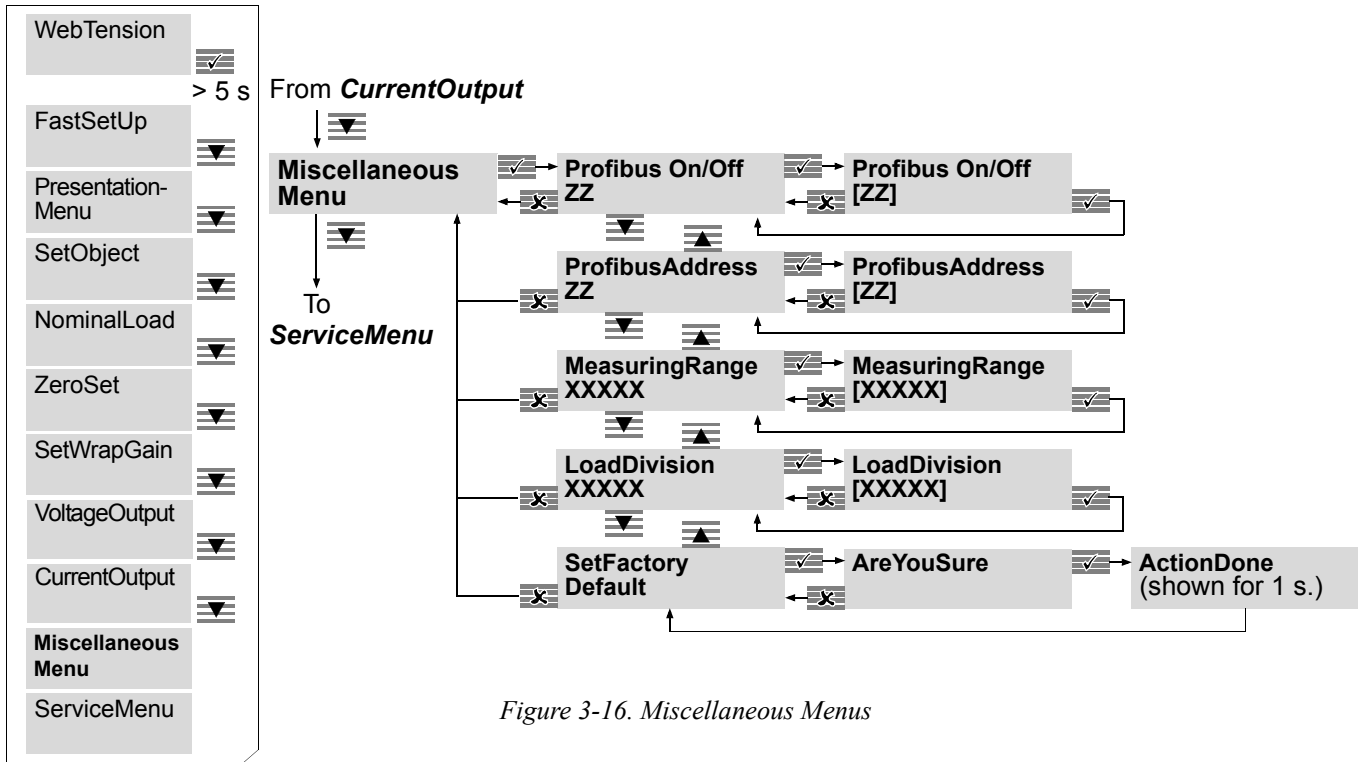 WebTension
> 5 s
FastSetUp
Presentation-
Menu
SetObject
NominalLoad
ZeroSet
SetWrapGain
VoltageOutput
CurrentOutput
Miscellaneous
Menu
ServiceMenu
From CurrentOutput
Miscellaneous
Menu
To
ServiceMenu
Profibus On/Off
ZZ
Profibus On/Off
[ZZ]
ProfibusAddress
ZZ
ProfibusAddress
[ZZ]
MeasuringRange
XXXXX
MeasuringRange
[XXXXX]
LoadDivision
XXXXX
LoadDivision
[XXXXX]
SetFactory
Default
AreYouSure
ActionDone
(shown for 1 s.)
Figure 3-16. Miscellaneous Menus